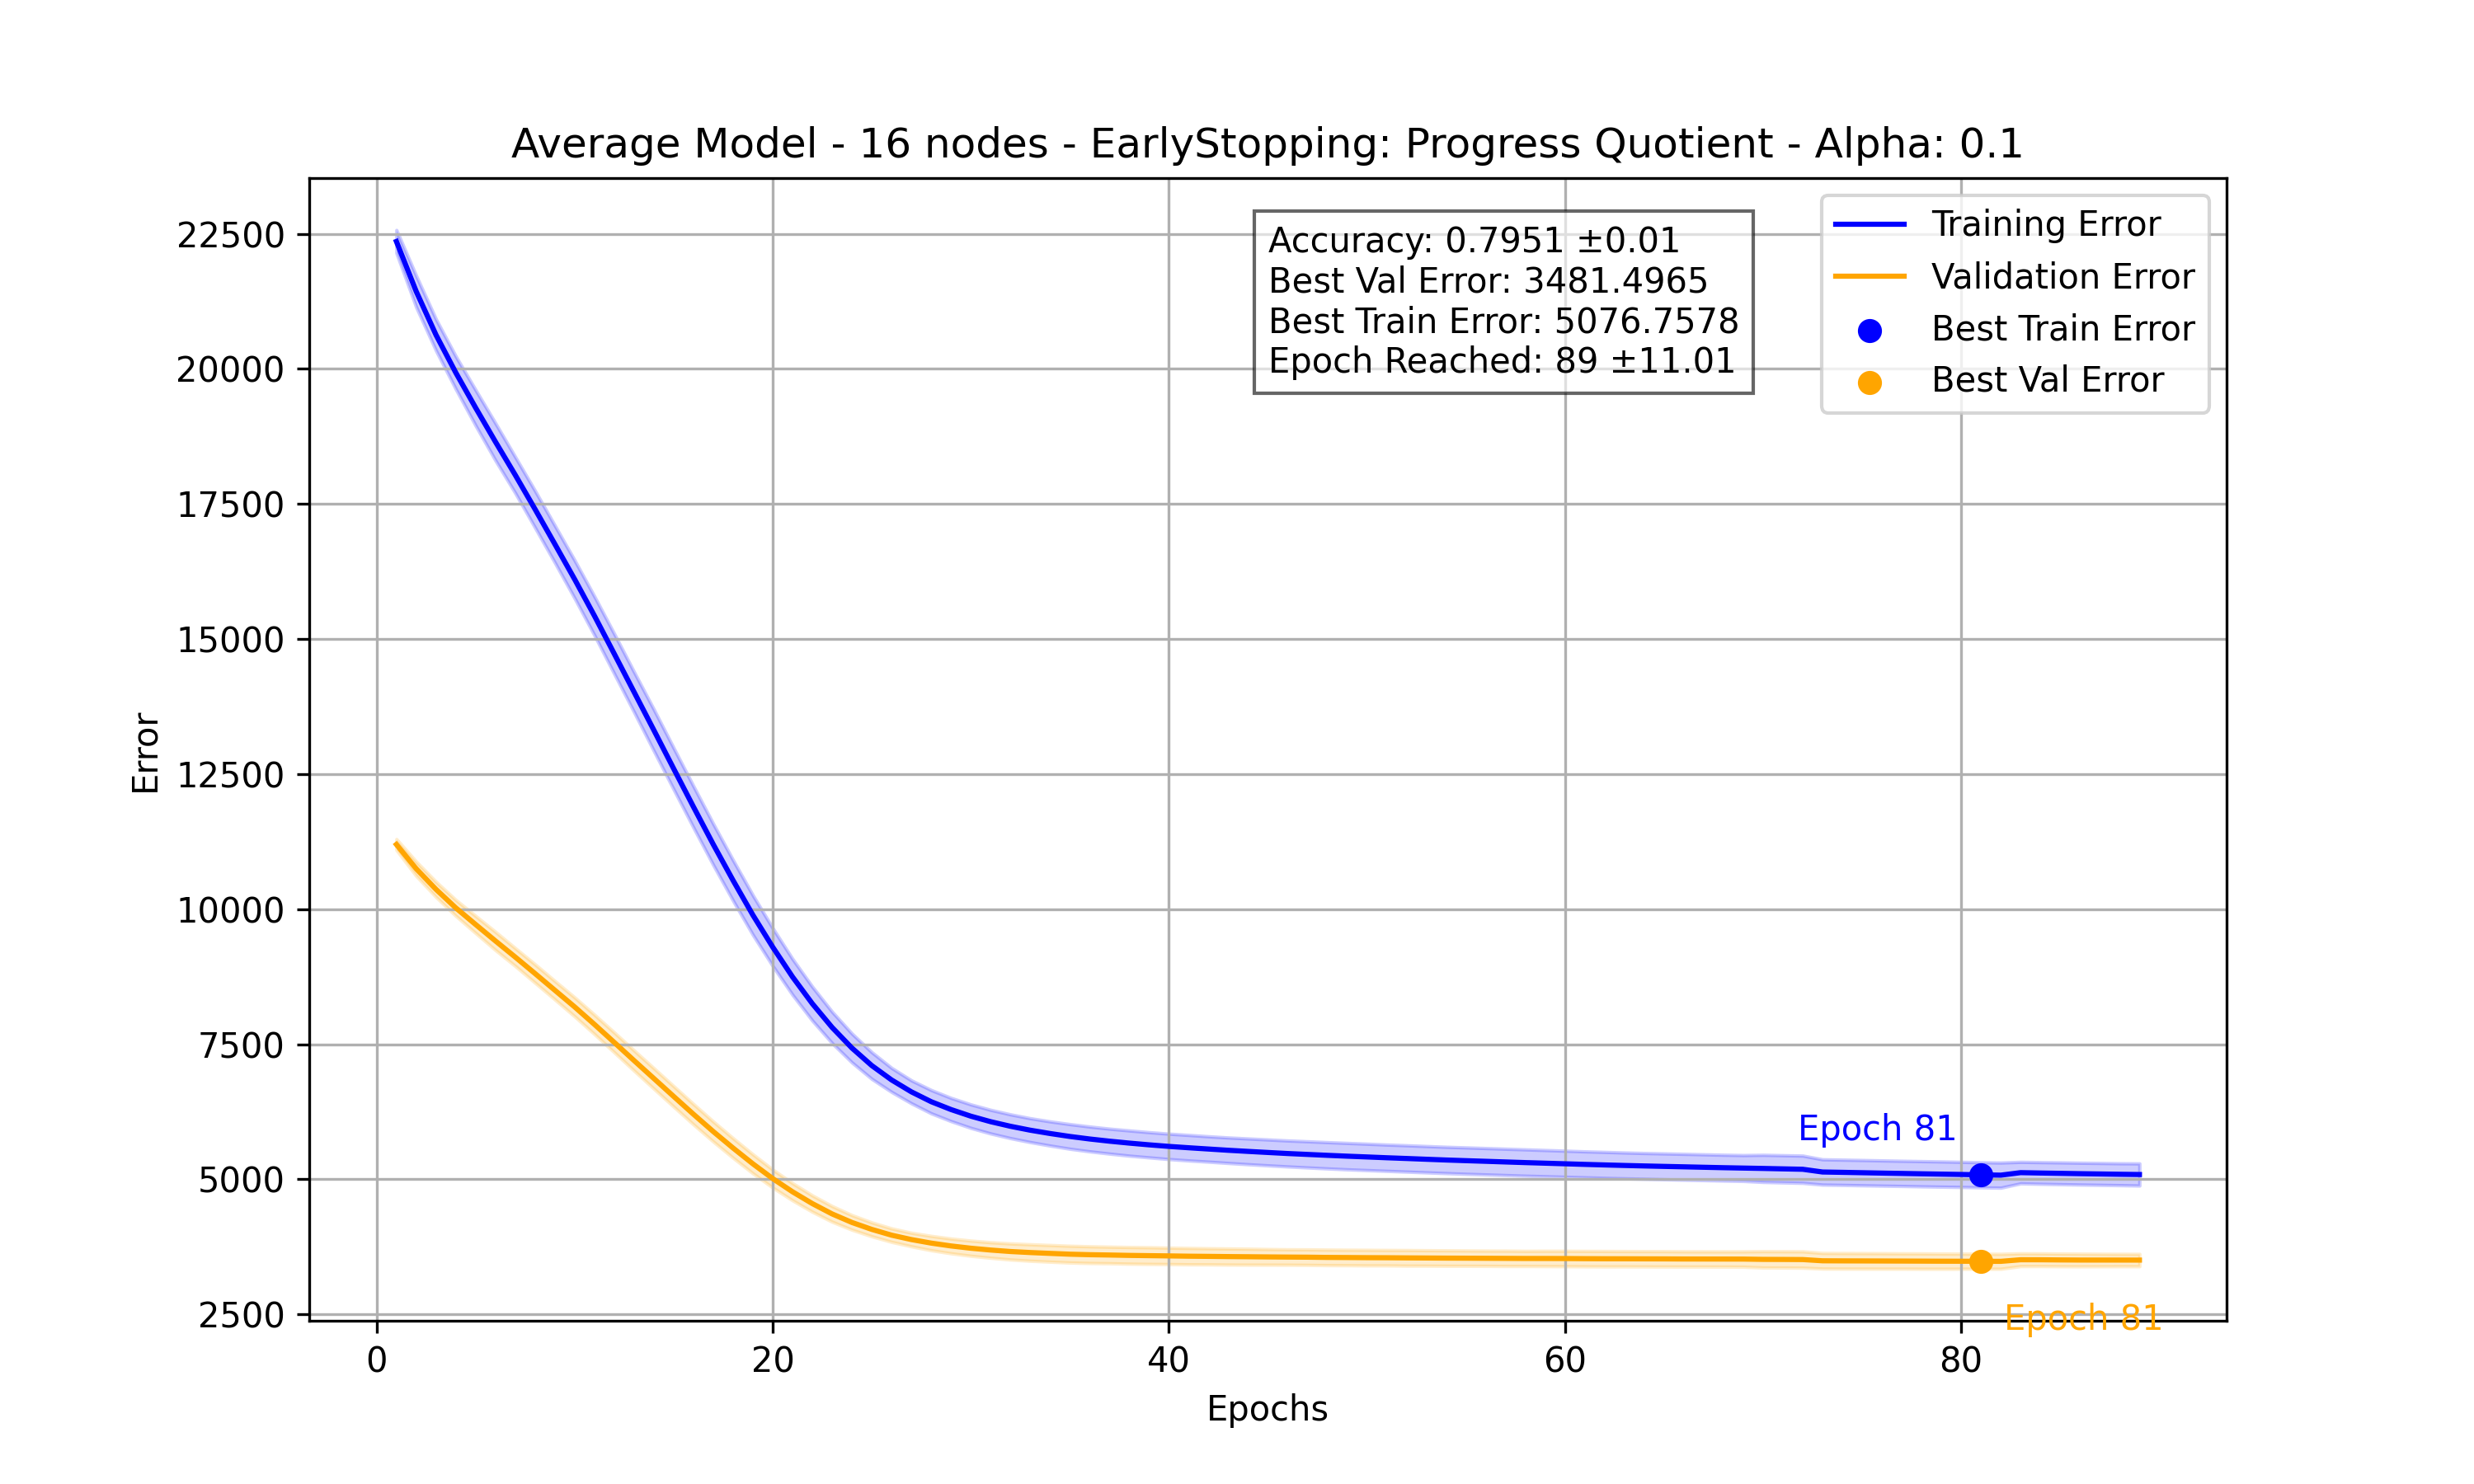 Average Model - 16 nodes - EarlyStopping: Progress Quotient - Alpha: 0.1
Accuracy: 0.7951 ±0.01
Best Val Error: 3481.4965
Best Train Error: 5076.7578
Epoch Reached: 89 ±11.01
Training Error
Validation Error
Best Train Error
Best Val Error
22500
20000
17500
15000
12500
10000
7500
5000
2500
Error
Epoch 81
Epoch 81
0
20
40
60
80
Epochs